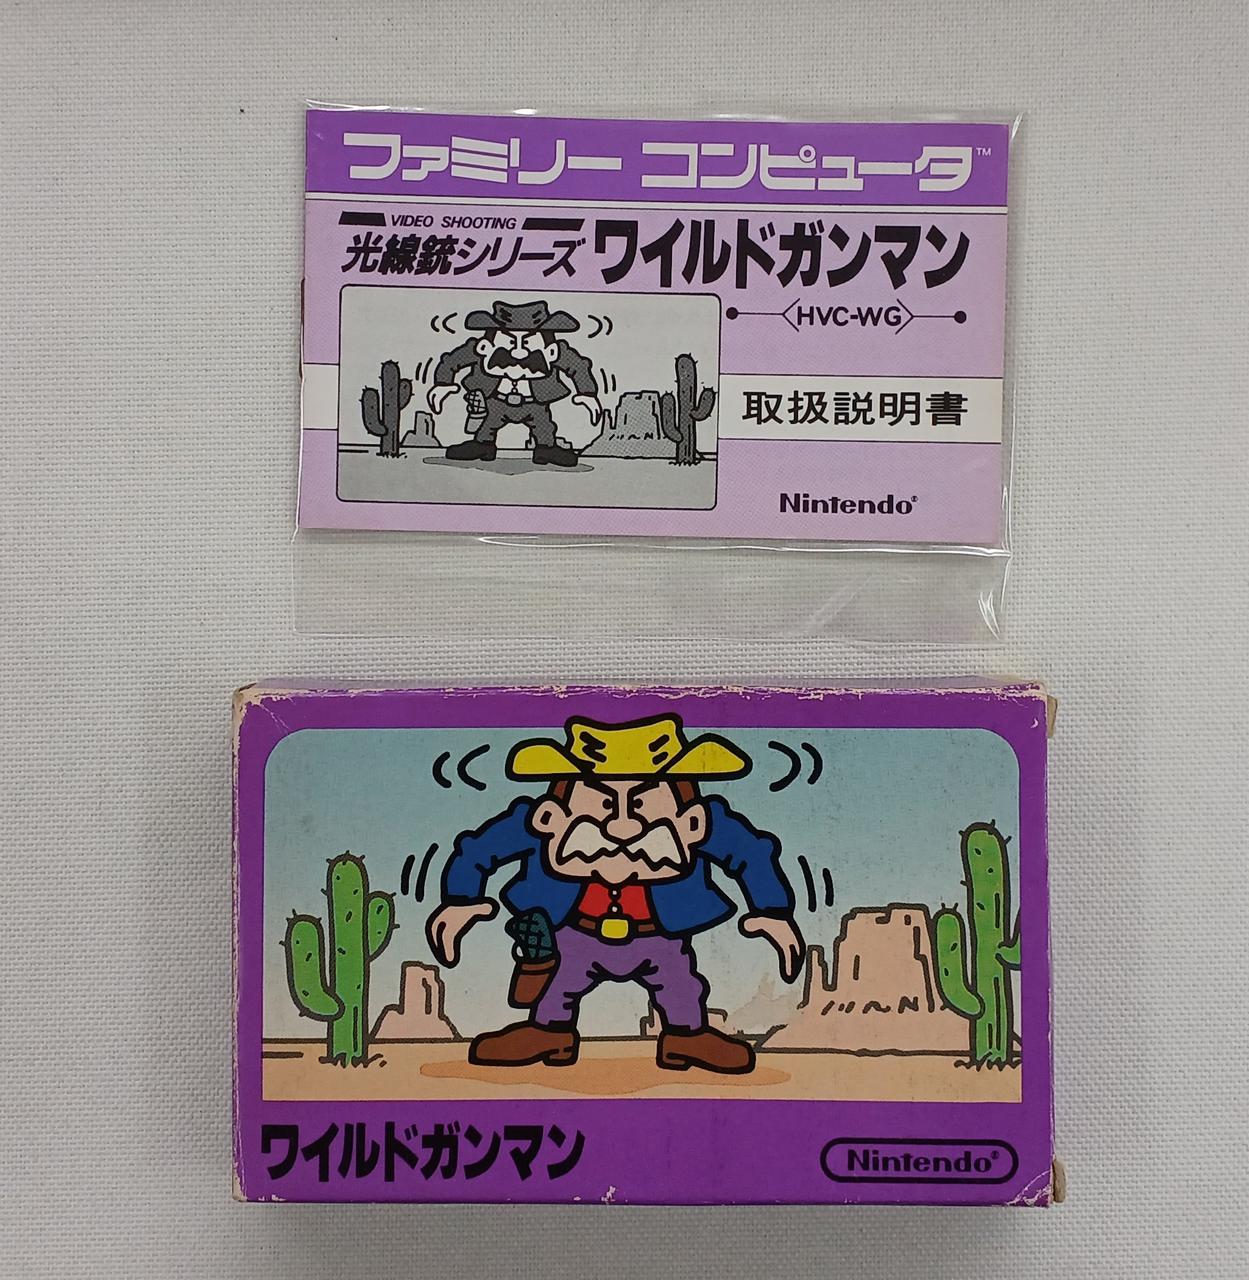 ファミリー コンピュータ™
VIDEO SHOOTING
光線銃シリーズ ワイルドガンマン
HVC-WG
取扱説明書
Nintendo®
ワイルドガンマン
Nintendo®